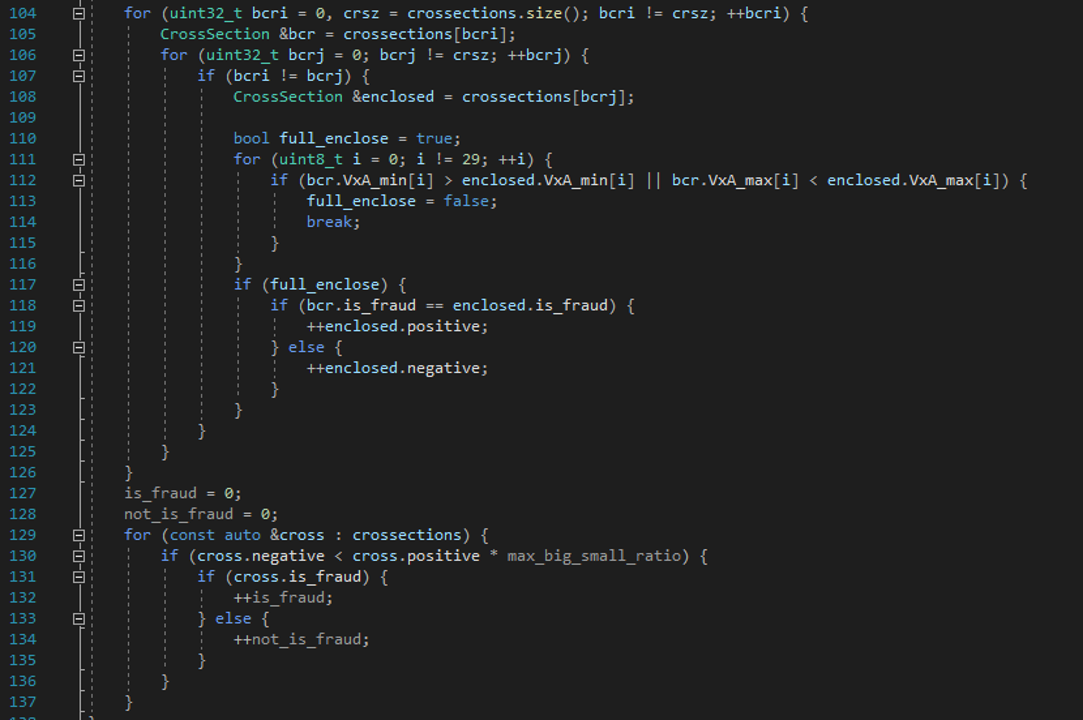 104 for (uint32_t bcri = 0, crsz = crossections.size(); bcri != crsz; ++bcri) {
105 CrossSection &bcr = crossections[bcri];
106 for (uint32_t bcrj = 0; bcrj != crsz; ++bcrj) {
107 if (bcri != bcrj) {
108 CrossSection &enclosed = crossections[bcrj];
109
110 bool full_enclose = true;
111 for (uint8_t i = 0; i != 29; ++i) {
112 if (bcr.VxA_min[i] > enclosed.VxA_min[i] || bcr.VxA_max[i] < enclosed.VxA_max[i]) {
113 full_enclose = false;
114 break;
115 }
116 }
117 if (full_enclose) {
118 if (bcr.is_fraud == enclosed.is_fraud) {
119 ++enclosed.positive;
120 } else {
121 ++enclosed.negative;
122 }
123 }
124 }
125 }
126 }
127 is_fraud = 0;
128 not_is_fraud = 0;
129 for (const auto &cross : crossections) {
130 if (cross.negative < cross.positive * max_big_small_ratio) {
131 if (cross.is_fraud) {
132 ++is_fraud;
133 } else {
134 ++not_is_fraud;
135 }
136 }
137 }